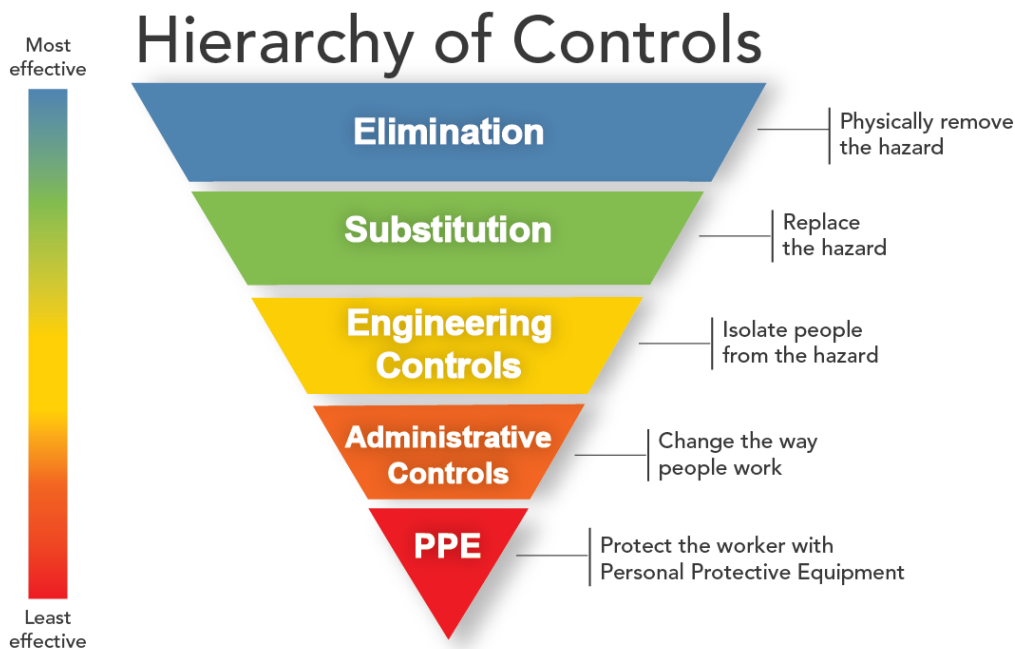 Hierarchy of Controls
Most
effective
Elimination
Physically remove
the hazard
Substitution
Replace
the hazard
Engineering
Controls
Isolate people
from the hazard
Administrative
Controls
Change the way
people work
PPE
Protect the worker with
Personal Protective Equipment
Least
effective